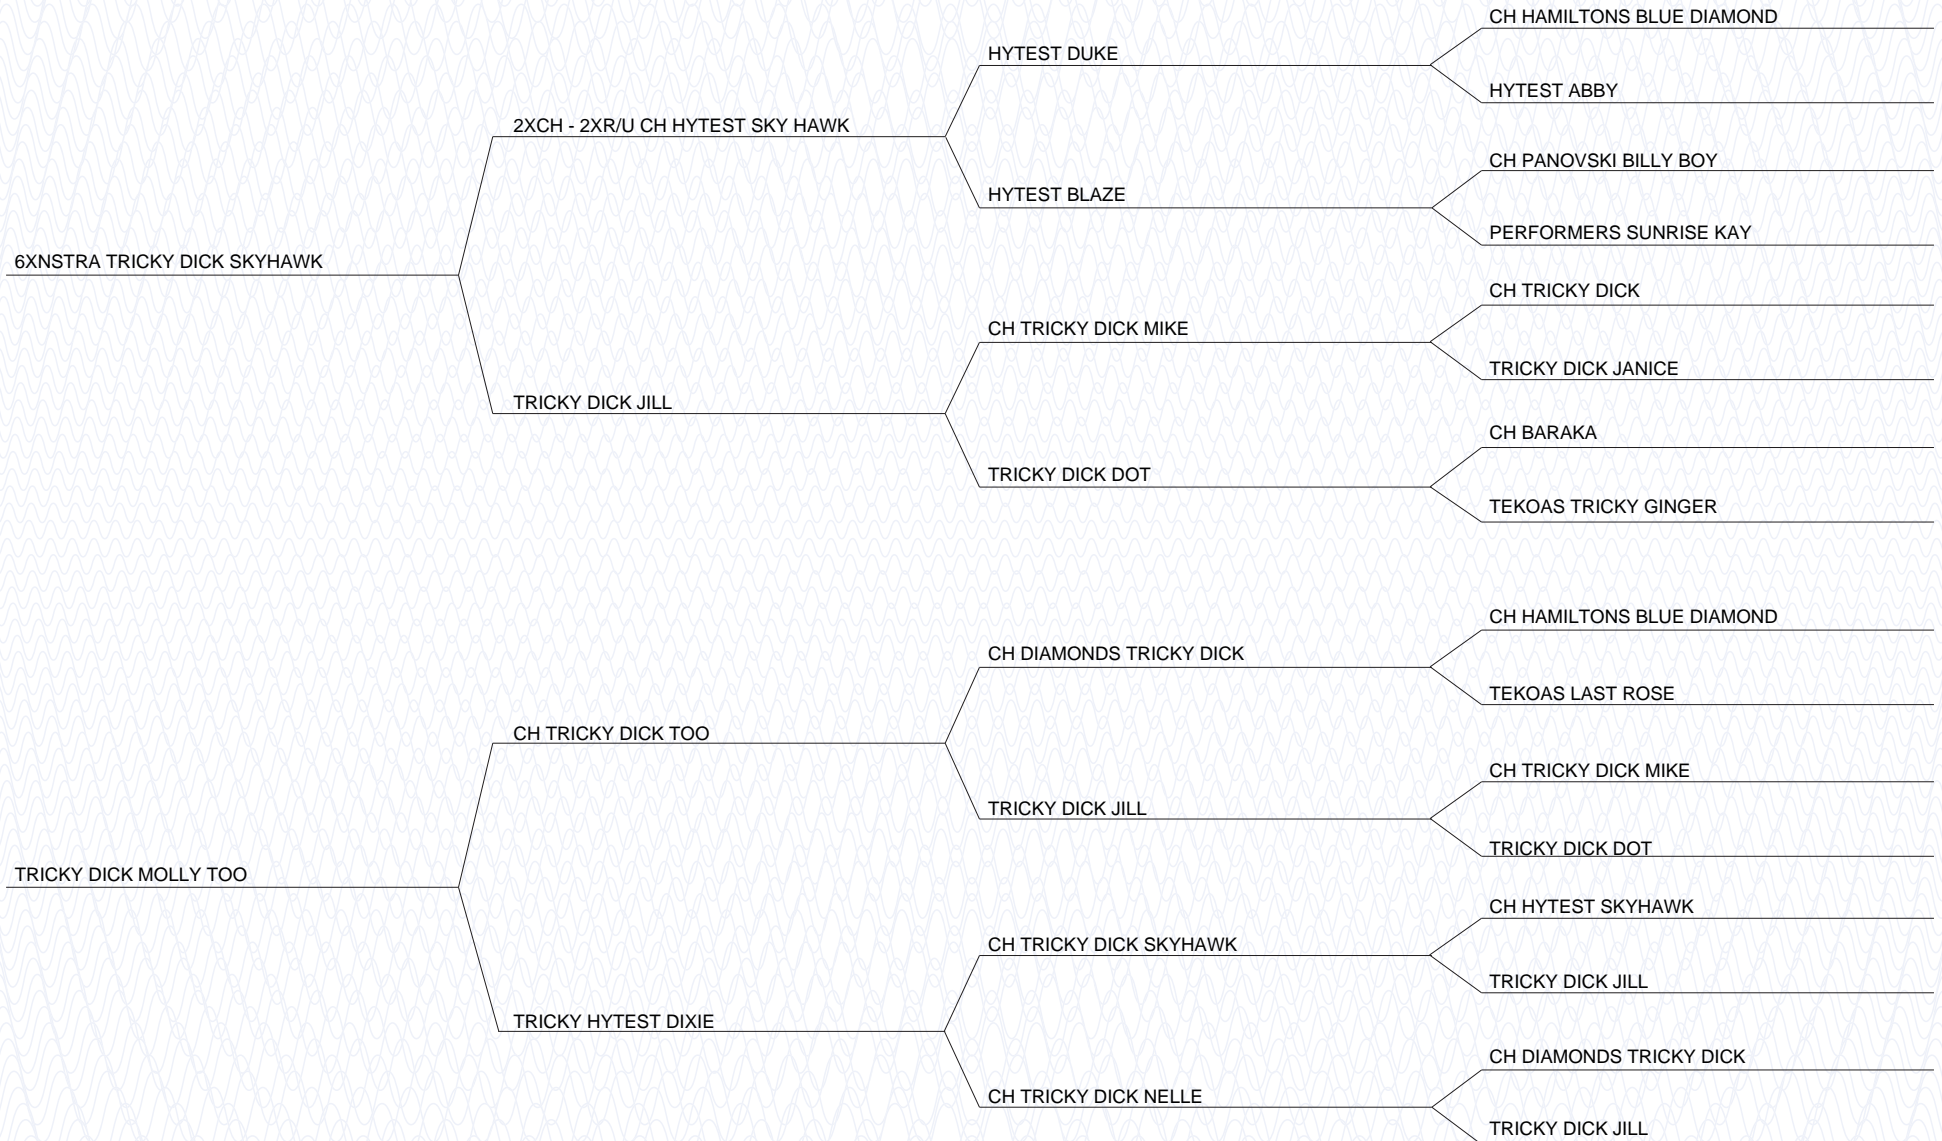 CH HAMILTONS BLUE DIAMOND
HYTEST DUKE
HYTEST ABBY
2XCH - 2XR/U CH HYTEST SKY HAWK
CH PANOVSKI BILLY BOY
HYTEST BLAZE
PERFORMERS SUNRISE KAY
6XNSTRA TRICKY DICK SKYHAWK
CH TRICKY DICK
CH TRICKY DICK MIKE
TRICKY DICK JANICE
TRICKY DICK JILL
CH BARAKA
TRICKY DICK DOT
TEKOAS TRICKY GINGER
CH HAMILTONS BLUE DIAMOND
CH DIAMONDS TRICKY DICK
TEKOAS LAST ROSE
CH TRICKY DICK TOO
CH TRICKY DICK MIKE
TRICKY DICK JILL
TRICKY DICK DOT
TRICKY DICK MOLLY TOO
CH HYTEST SKYHAWK
CH TRICKY DICK SKYHAWK
TRICKY DICK JILL
TRICKY HYTEST DIXIE
CH DIAMONDS TRICKY DICK
CH TRICKY DICK NELLE
TRICKY DICK JILL